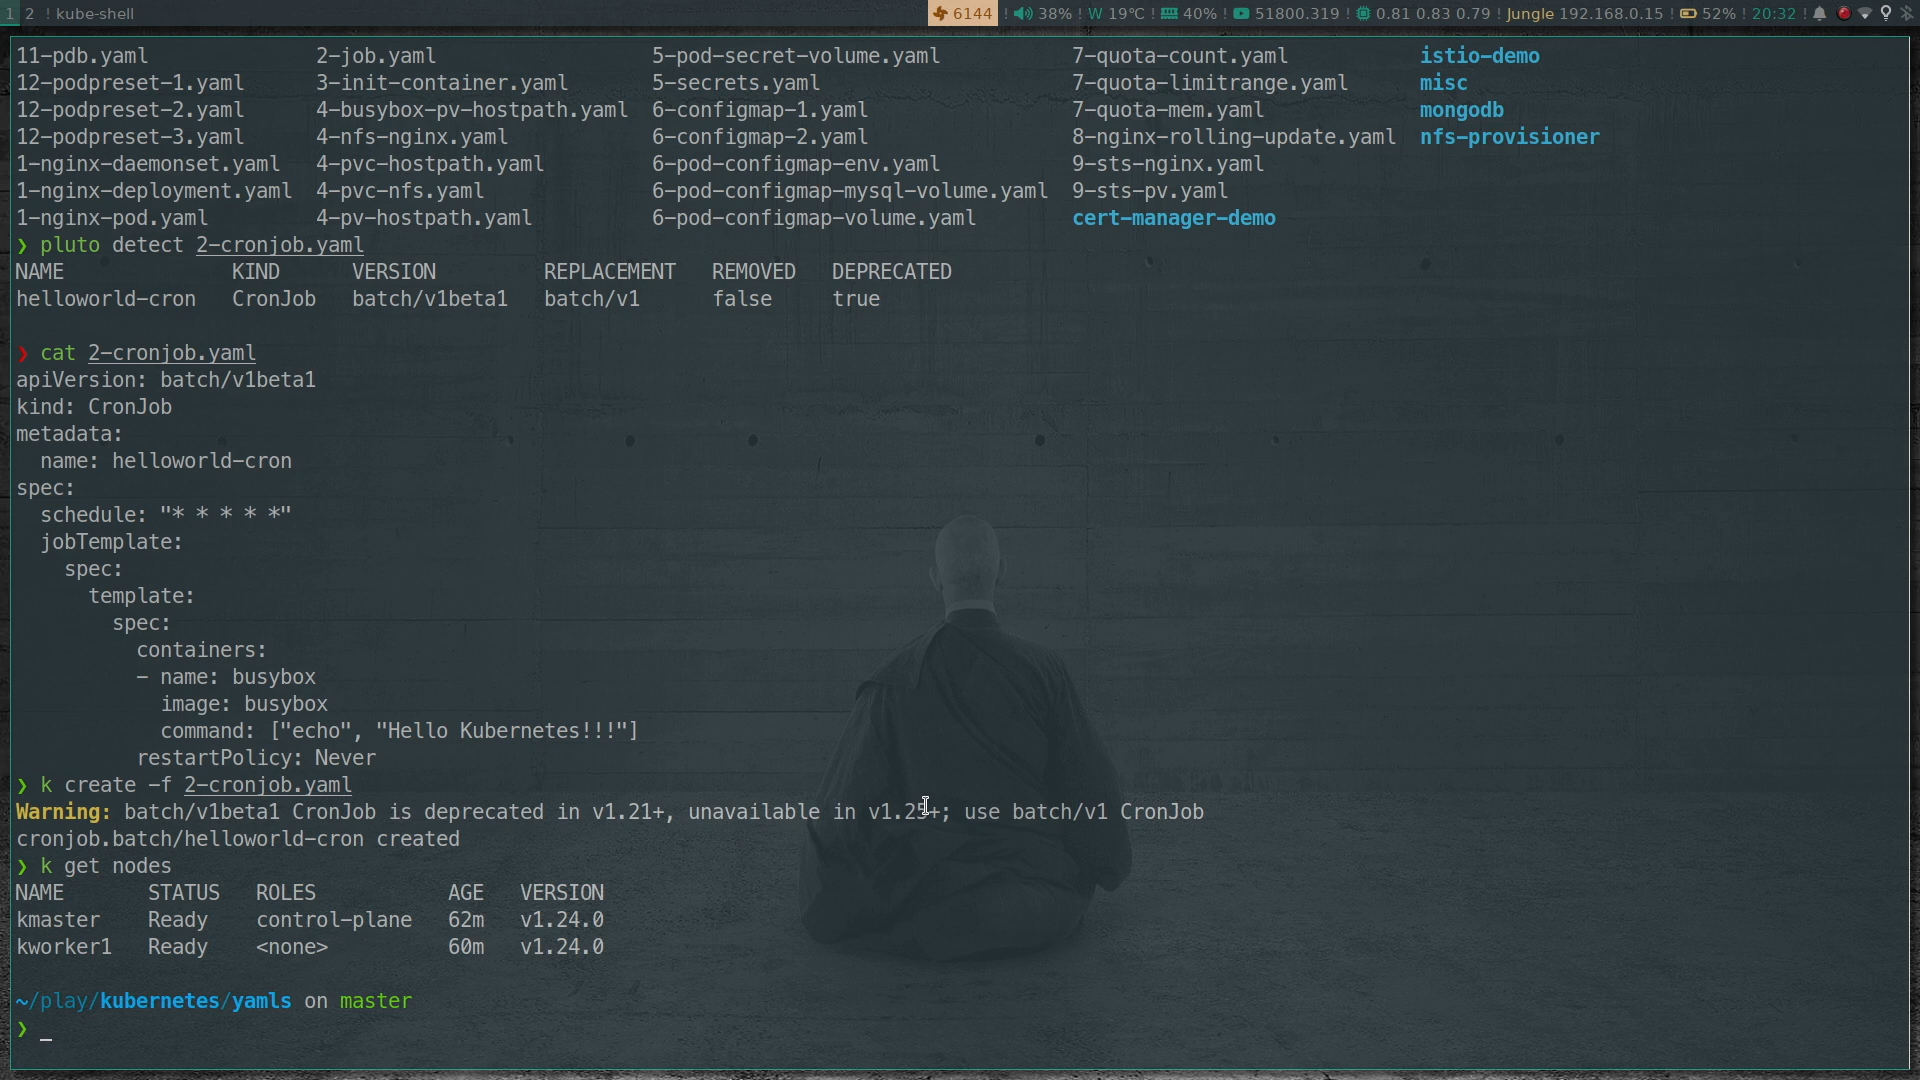 1 2 ! kube-shell 6144 ! 38% ! W 19℃ ! 40% ! 51800.319 ! 0.81 0.83 0.79 ! Jungle 192.168.0.15 ! 52% ! 20:32 !
11-pdb.yaml 2-job.yaml 5-pod-secret-volume.yaml 7-quota-count.yaml istio-demo
12-podpreset-1.yaml 3-init-container.yaml 5-secrets.yaml 7-quota-limitrange.yaml misc
12-podpreset-2.yaml 4-busybox-pv-hostpath.yaml 6-configmap-1.yaml 7-quota-mem.yaml mongodb
12-podpreset-3.yaml 4-nfs-nginx.yaml 6-configmap-2.yaml 8-nginx-rolling-update.yaml nfs-provisioner
1-nginx-daemonset.yaml 4-pvc-hostpath.yaml 6-pod-configmap-env.yaml 9-sts-nginx.yaml
1-nginx-deployment.yaml 4-pvc-nfs.yaml 6-pod-configmap-mysql-volume.yaml 9-sts-pv.yaml
1-nginx-pod.yaml 4-pv-hostpath.yaml 6-pod-configmap-volume.yaml cert-manager-demo
❯ pluto detect 2-cronjob.yaml
NAME KIND VERSION REPLACEMENT REMOVED DEPRECATED
helloworld-cron CronJob batch/v1beta1 batch/v1 false true
❯ cat 2-cronjob.yaml
apiVersion: batch/v1beta1
kind: CronJob
metadata:
  name: helloworld-cron
spec:
  schedule: "* * * * *"
  jobTemplate:
    spec:
      template:
        spec:
          containers:
          - name: busybox
            image: busybox
            command: ["echo", "Hello Kubernetes!!!"]
          restartPolicy: Never
❯ k create -f 2-cronjob.yaml
Warning: batch/v1beta1 CronJob is deprecated in v1.21+, unavailable in v1.25+; use batch/v1 CronJob
cronjob.batch/helloworld-cron created
❯ k get nodes
NAME STATUS ROLES AGE VERSION
kmaster Ready control-plane 62m v1.24.0
kworker1 Ready <none> 60m v1.24.0
~/play/kubernetes/yamls on master
❯ _